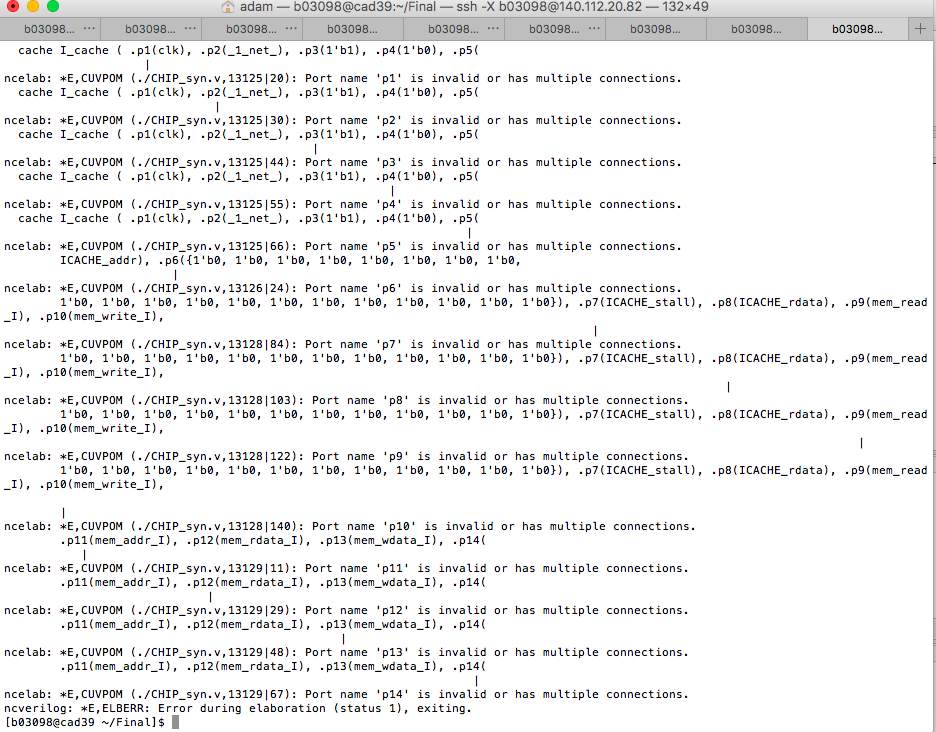 adam — b03098@cad39:~/Final — ssh -X b03098@140.112.20.82 — 132×49
b03098... ... b03098... ... b03098... ... b03098... b03098... ... b03098... ... b03098... b03098... b03098...
  cache I_cache ( .p1(clk), .p2(_1_net_), .p3(1'b1), .p4(1'b0), .p5(
                    |
ncelab: *E,CUVPOM (./CHIP_syn.v,13125|20): Port name 'p1' is invalid or has multiple connections.
  cache I_cache ( .p1(clk), .p2(_1_net_), .p3(1'b1), .p4(1'b0), .p5(
                              |
ncelab: *E,CUVPOM (./CHIP_syn.v,13125|30): Port name 'p2' is invalid or has multiple connections.
  cache I_cache ( .p1(clk), .p2(_1_net_), .p3(1'b1), .p4(1'b0), .p5(
                                            |
ncelab: *E,CUVPOM (./CHIP_syn.v,13125|44): Port name 'p3' is invalid or has multiple connections.
  cache I_cache ( .p1(clk), .p2(_1_net_), .p3(1'b1), .p4(1'b0), .p5(
                                                       |
ncelab: *E,CUVPOM (./CHIP_syn.v,13125|55): Port name 'p4' is invalid or has multiple connections.
  cache I_cache ( .p1(clk), .p2(_1_net_), .p3(1'b1), .p4(1'b0), .p5(
                                                                  |
ncelab: *E,CUVPOM (./CHIP_syn.v,13125|66): Port name 'p5' is invalid or has multiple connections.
        ICACHE_addr), .p6({1'b0, 1'b0, 1'b0, 1'b0, 1'b0, 1'b0, 1'b0, 1'b0,
                        |
ncelab: *E,CUVPOM (./CHIP_syn.v,13126|24): Port name 'p6' is invalid or has multiple connections.
        1'b0, 1'b0, 1'b0, 1'b0, 1'b0, 1'b0, 1'b0, 1'b0, 1'b0, 1'b0, 1'b0, 1'b0}), .p7(ICACHE_stall), .p8(ICACHE_rdata), .p9(mem_read
_I), .p10(mem_write_I),
                                                                                    |
ncelab: *E,CUVPOM (./CHIP_syn.v,13128|84): Port name 'p7' is invalid or has multiple connections.
        1'b0, 1'b0, 1'b0, 1'b0, 1'b0, 1'b0, 1'b0, 1'b0, 1'b0, 1'b0, 1'b0, 1'b0}), .p7(ICACHE_stall), .p8(ICACHE_rdata), .p9(mem_read
_I), .p10(mem_write_I),
                                                                                                       |
ncelab: *E,CUVPOM (./CHIP_syn.v,13128|103): Port name 'p8' is invalid or has multiple connections.
        1'b0, 1'b0, 1'b0, 1'b0, 1'b0, 1'b0, 1'b0, 1'b0, 1'b0, 1'b0, 1'b0, 1'b0}), .p7(ICACHE_stall), .p8(ICACHE_rdata), .p9(mem_read
_I), .p10(mem_write_I),
                                                                                                                          |
ncelab: *E,CUVPOM (./CHIP_syn.v,13128|122): Port name 'p9' is invalid or has multiple connections.
        1'b0, 1'b0, 1'b0, 1'b0, 1'b0, 1'b0, 1'b0, 1'b0, 1'b0, 1'b0, 1'b0, 1'b0}), .p7(ICACHE_stall), .p8(ICACHE_rdata), .p9(mem_read
_I), .p10(mem_write_I),
        |
ncelab: *E,CUVPOM (./CHIP_syn.v,13128|140): Port name 'p10' is invalid or has multiple connections.
        .p11(mem_addr_I), .p12(mem_rdata_I), .p13(mem_wdata_I), .p14(
           |
ncelab: *E,CUVPOM (./CHIP_syn.v,13129|11): Port name 'p11' is invalid or has multiple connections.
        .p11(mem_addr_I), .p12(mem_rdata_I), .p13(mem_wdata_I), .p14(
                             |
ncelab: *E,CUVPOM (./CHIP_syn.v,13129|29): Port name 'p12' is invalid or has multiple connections.
        .p11(mem_addr_I), .p12(mem_rdata_I), .p13(mem_wdata_I), .p14(
                                                |
ncelab: *E,CUVPOM (./CHIP_syn.v,13129|48): Port name 'p13' is invalid or has multiple connections.
        .p11(mem_addr_I), .p12(mem_rdata_I), .p13(mem_wdata_I), .p14(
                                                                   |
ncelab: *E,CUVPOM (./CHIP_syn.v,13129|67): Port name 'p14' is invalid or has multiple connections.
ncverilog: *E,ELBERR: Error during elaboration (status 1), exiting.
[b03098@cad39 ~/Final]$